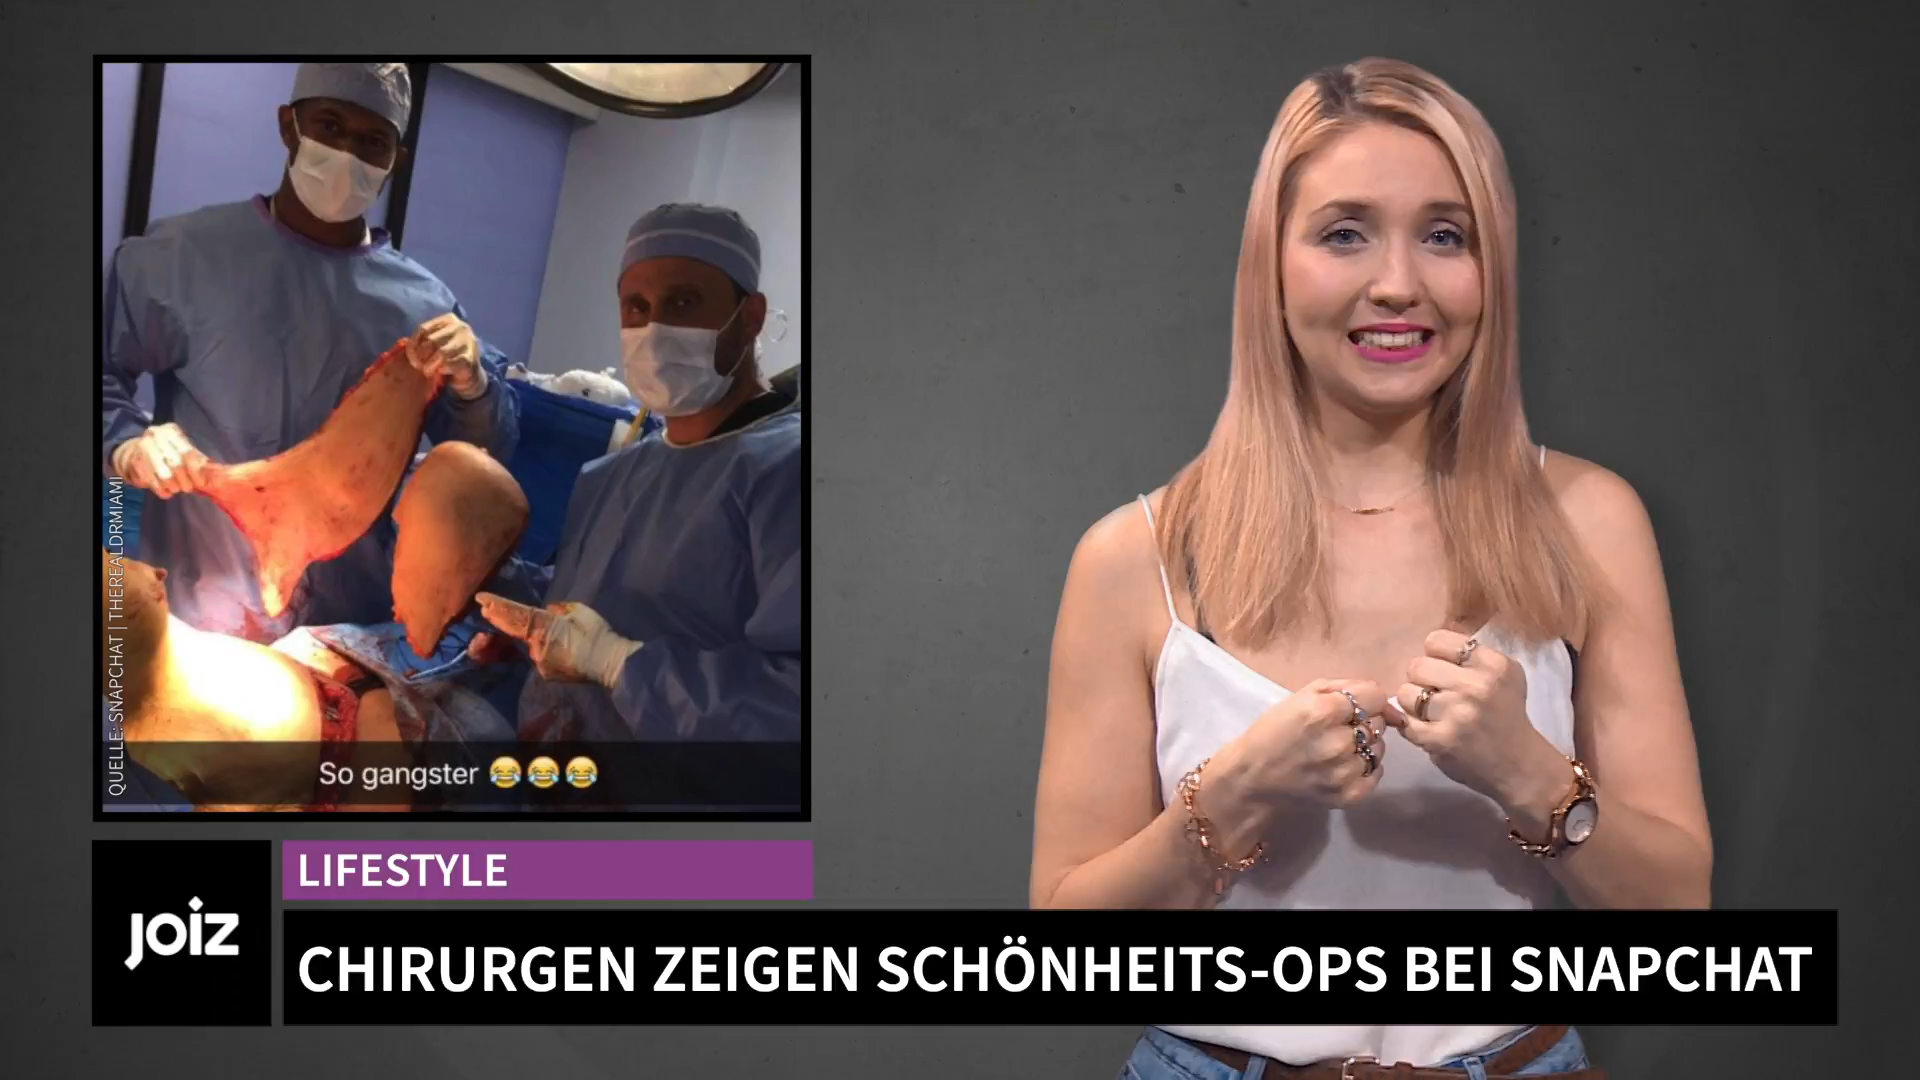 QUELLE: SNAPCHAT | THEREALDRMIAMI
So gangster 😂😂😂
LIFESTYLE
joiz
CHIRURGEN ZEIGEN SCHÖNHEITS-OPS BEI SNAPCHAT